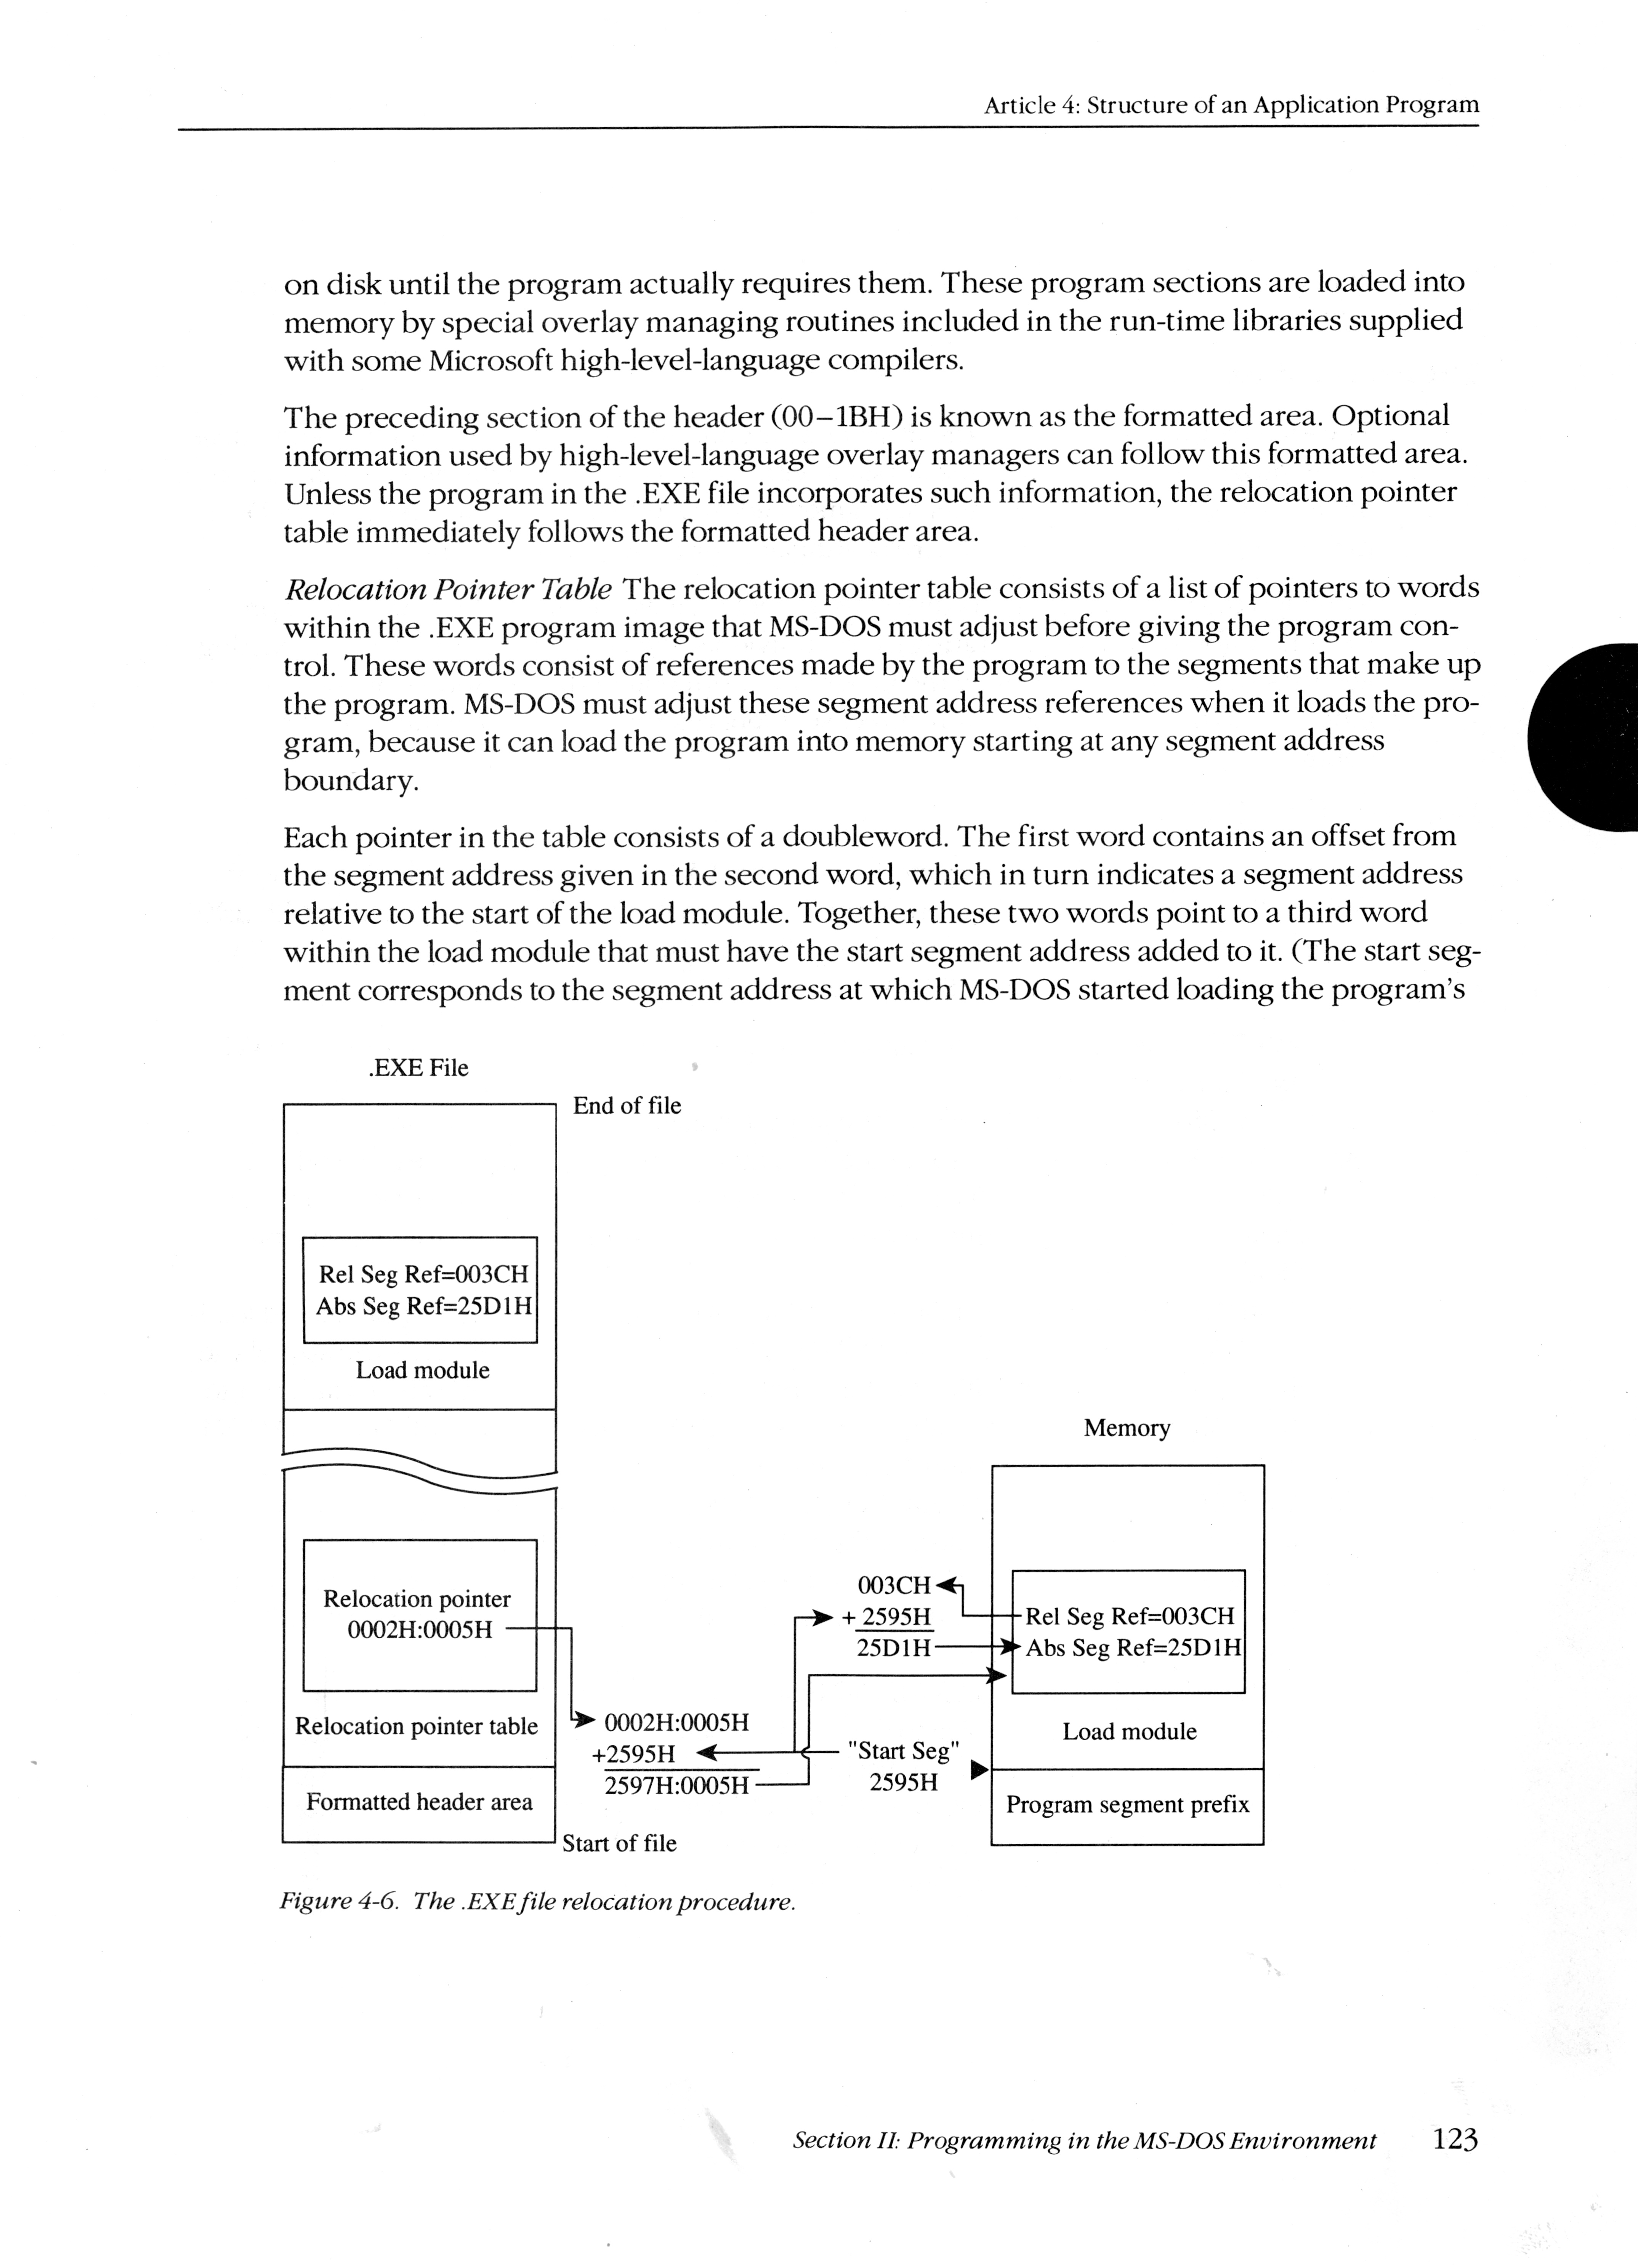 Article 4: Structure of an Application Program
on disk until the program actually requires them. These program sections are loaded into
memory by special overlay managing routines included in the run-time libraries supplied
with some Microsoft high-level-language compilers.
The preceding section of the header (00–1BH) is known as the formatted area. Optional
information used by high-level-language overlay managers can follow this formatted area.
Unless the program in the .EXE file incorporates such information, the relocation pointer
table immediately follows the formatted header area.
Relocation Pointer Table The relocation pointer table consists of a list of pointers to words
within the .EXE program image that MS-DOS must adjust before giving the program con-
trol. These words consist of references made by the program to the segments that make up
the program. MS-DOS must adjust these segment address references when it loads the pro-
gram, because it can load the program into memory starting at any segment address
boundary.
Each pointer in the table consists of a doubleword. The first word contains an offset from
the segment address given in the second word, which in turn indicates a segment address
relative to the start of the load module. Together, these two words point to a third word
within the load module that must have the start segment address added to it. (The start seg-
ment corresponds to the segment address at which MS-DOS started loading the program's
.EXE File
End of file
Rel Seg Ref=003CH
Abs Seg Ref=25D1H
Load module
Relocation pointer
0002H:0005H
Relocation pointer table
Formatted header area
Start of file
0002H:0005H
+2595H
2597H:0005H
003CH
+ 2595H
25D1H
"Start Seg"
2595H
Memory
Rel Seg Ref=003CH
Abs Seg Ref=25D1H
Load module
Program segment prefix
Figure 4-6. The .EXE file relocation procedure.
Section II: Programming in the MS-DOS Environment 123